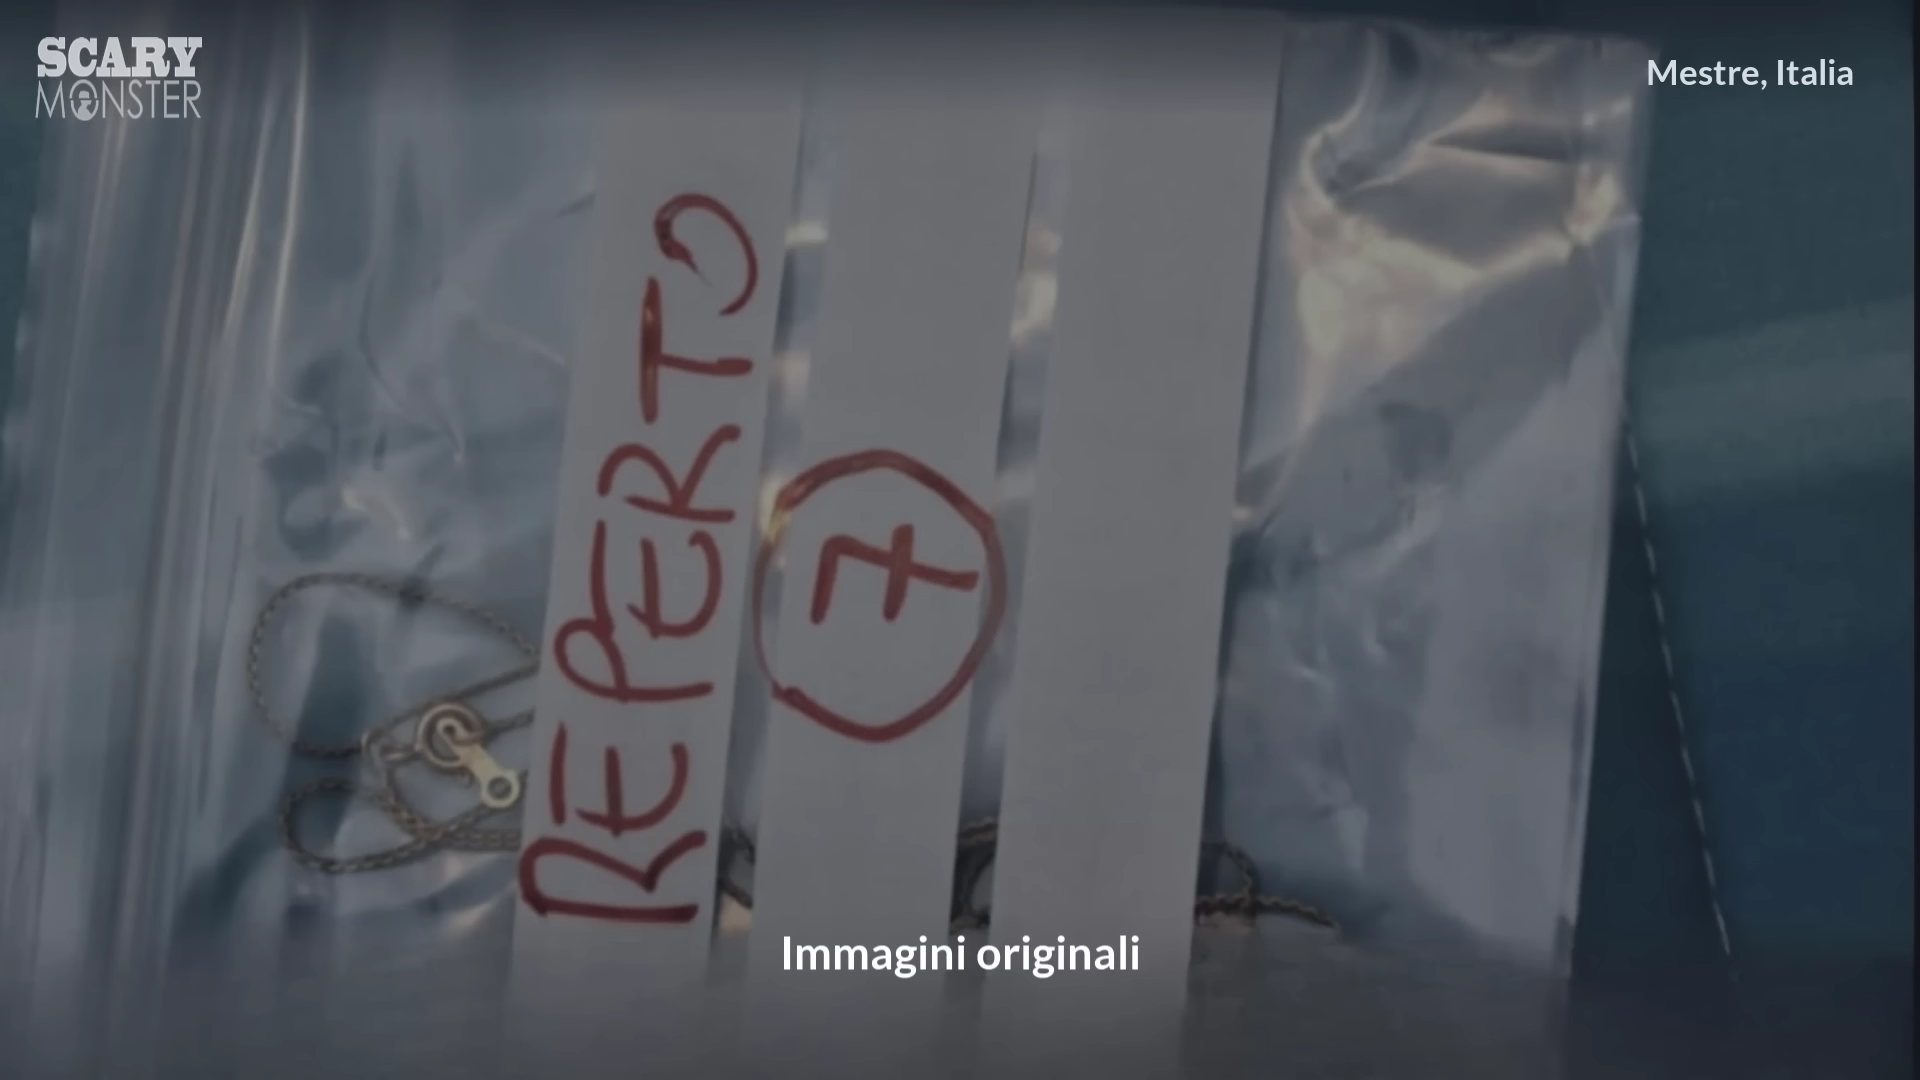 SCARY
MONSTER
Mestre, Italia
REPERTO
7
Immagini originali